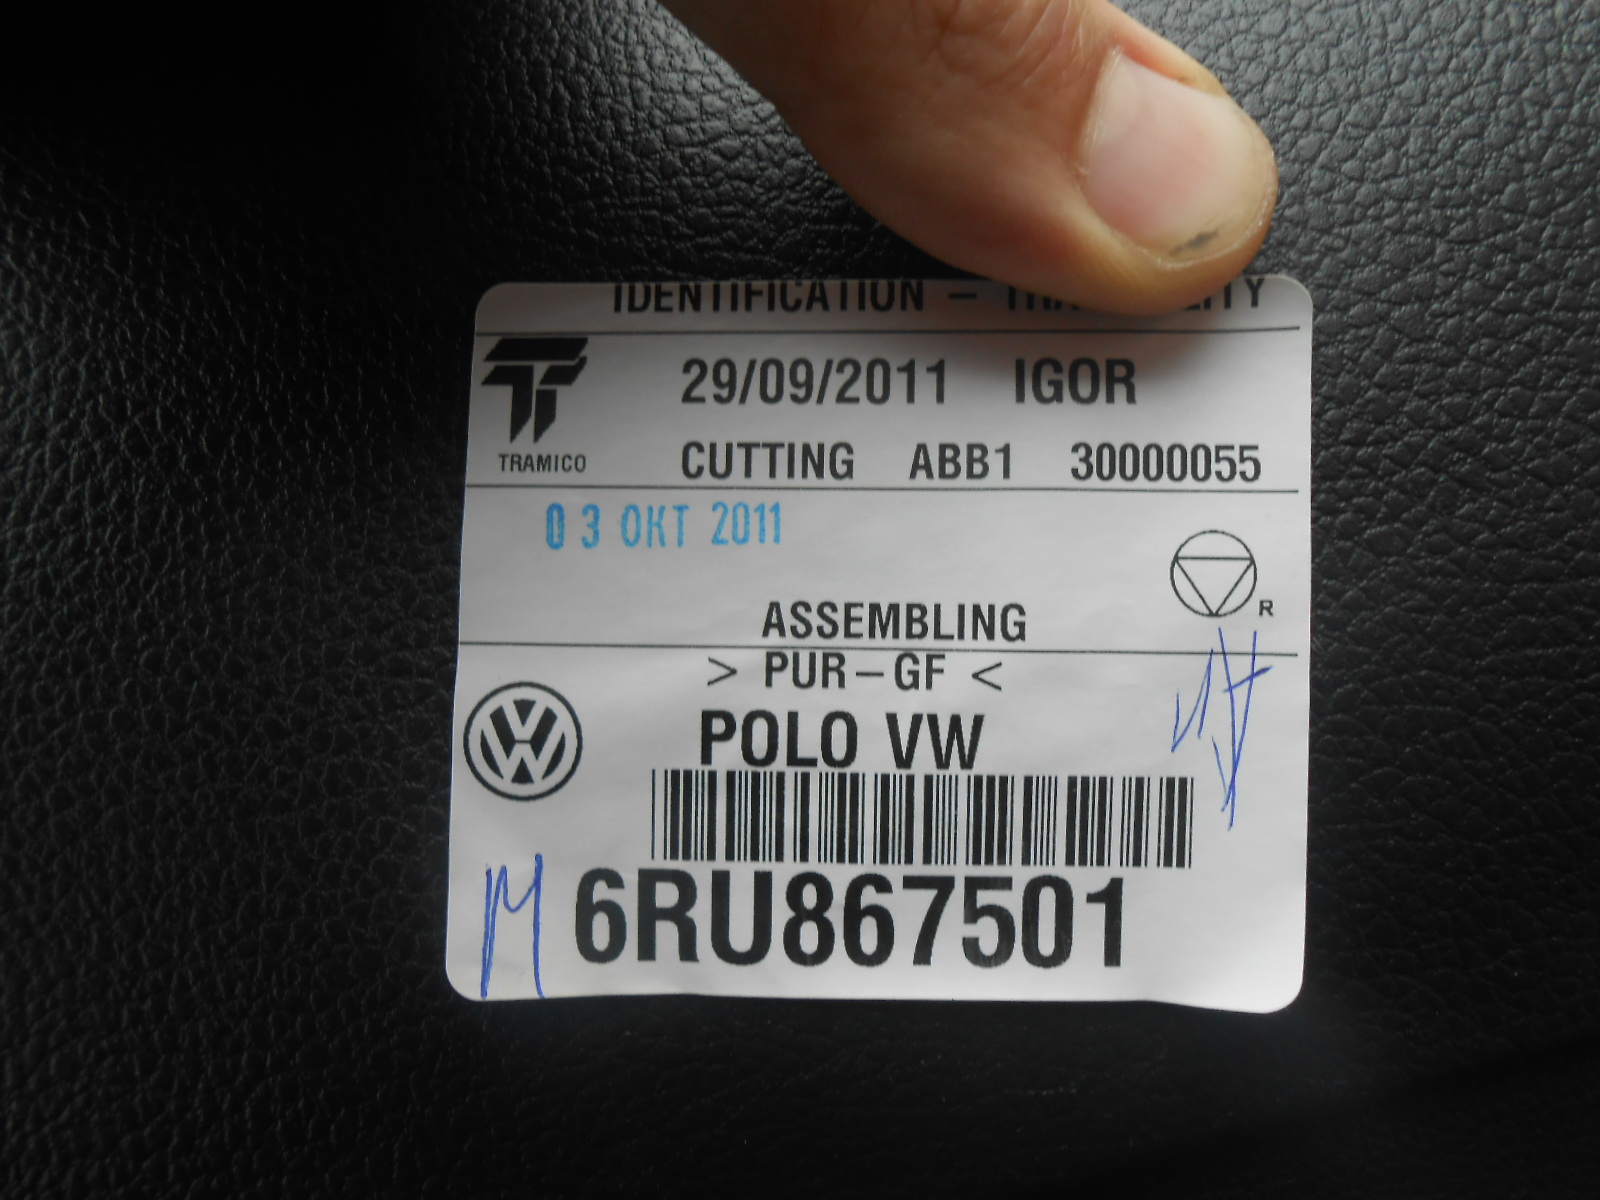 IDENTIFICATION –
29/09/2011 IGOR
TRAMICO
CUTTING ABB1 30000055
03 OKT 2011
R
ASSEMBLING
> PUR–GF <
POLO VW
6RU867501